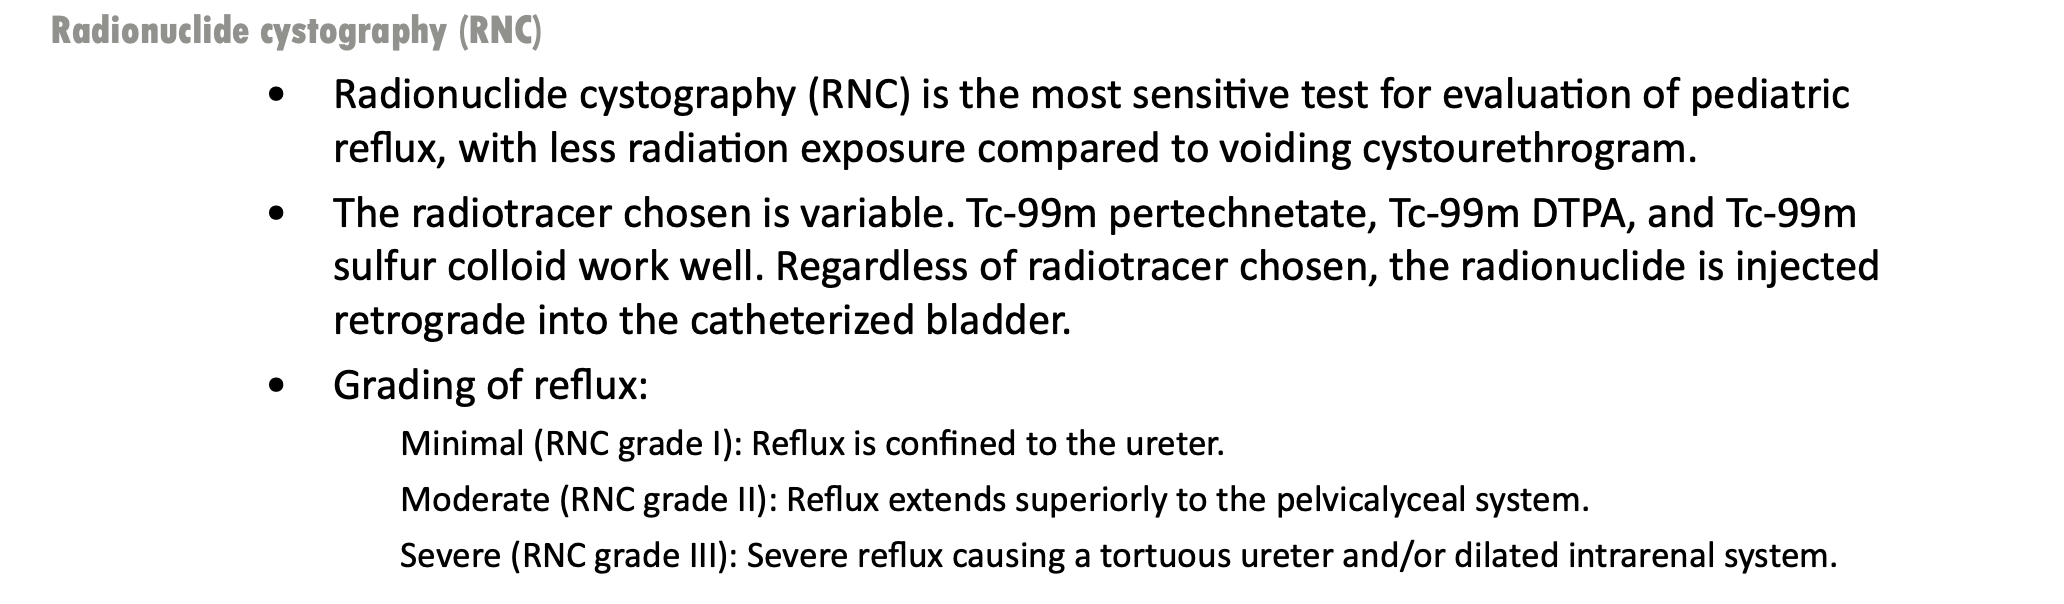 Radionuclide cystography (RNC)
• Radionuclide cystography (RNC) is the most sensitive test for evaluation of pediatric
reflux, with less radiation exposure compared to voiding cystourethrogram.
• The radiotracer chosen is variable. Tc-99m pertechnetate, Tc-99m DTPA, and Tc-99m
sulfur colloid work well. Regardless of radiotracer chosen, the radionuclide is injected
retrograde into the catheterized bladder.
• Grading of reflux:
Minimal (RNC grade I): Reflux is confined to the ureter.
Moderate (RNC grade II): Reflux extends superiorly to the pelvicalyceal system.
Severe (RNC grade III): Severe reflux causing a tortuous ureter and/or dilated intrarenal system.